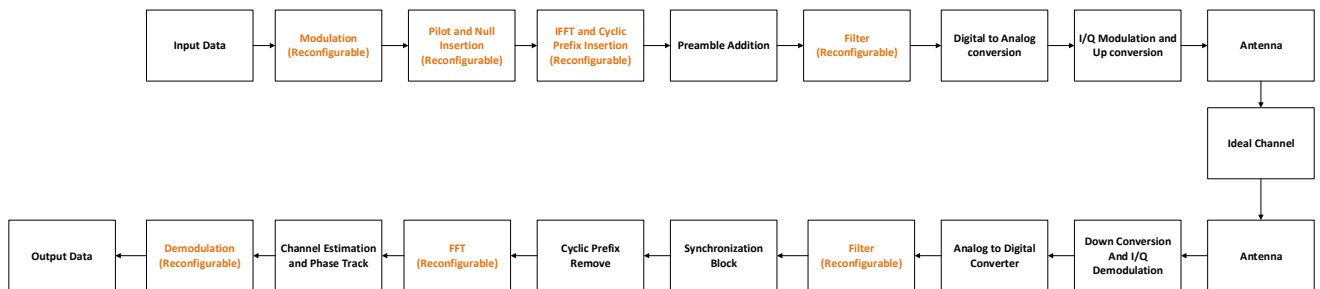 Input Data
Modulation
(Reconfigurable)
Pilot and Null
Insertion
(Reconfigurable)
IFFT and Cyclic
Prefix Insertion
(Reconfigurable)
Preamble Addition
Filter
(Reconfigurable)
Digital to Analog
conversion
I/Q Modulation and
Up conversion
Antenna
Ideal Channel
Output Data
Demodulation
(Reconfigurable)
Channel Estimation
and Phase Track
FFT
(Reconfigurable)
Cyclic Prefix
Remove
Synchronization
Block
Filter
(Reconfigurable)
Analog to Digital
Converter
Down Conversion
And I/Q
Demodulation
Antenna